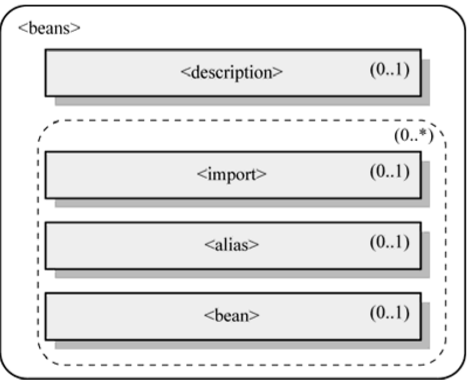 <beans>
<description> (0..1)
(0..*)
<import> (0..1)
<alias> (0..1)
<bean> (0..1)